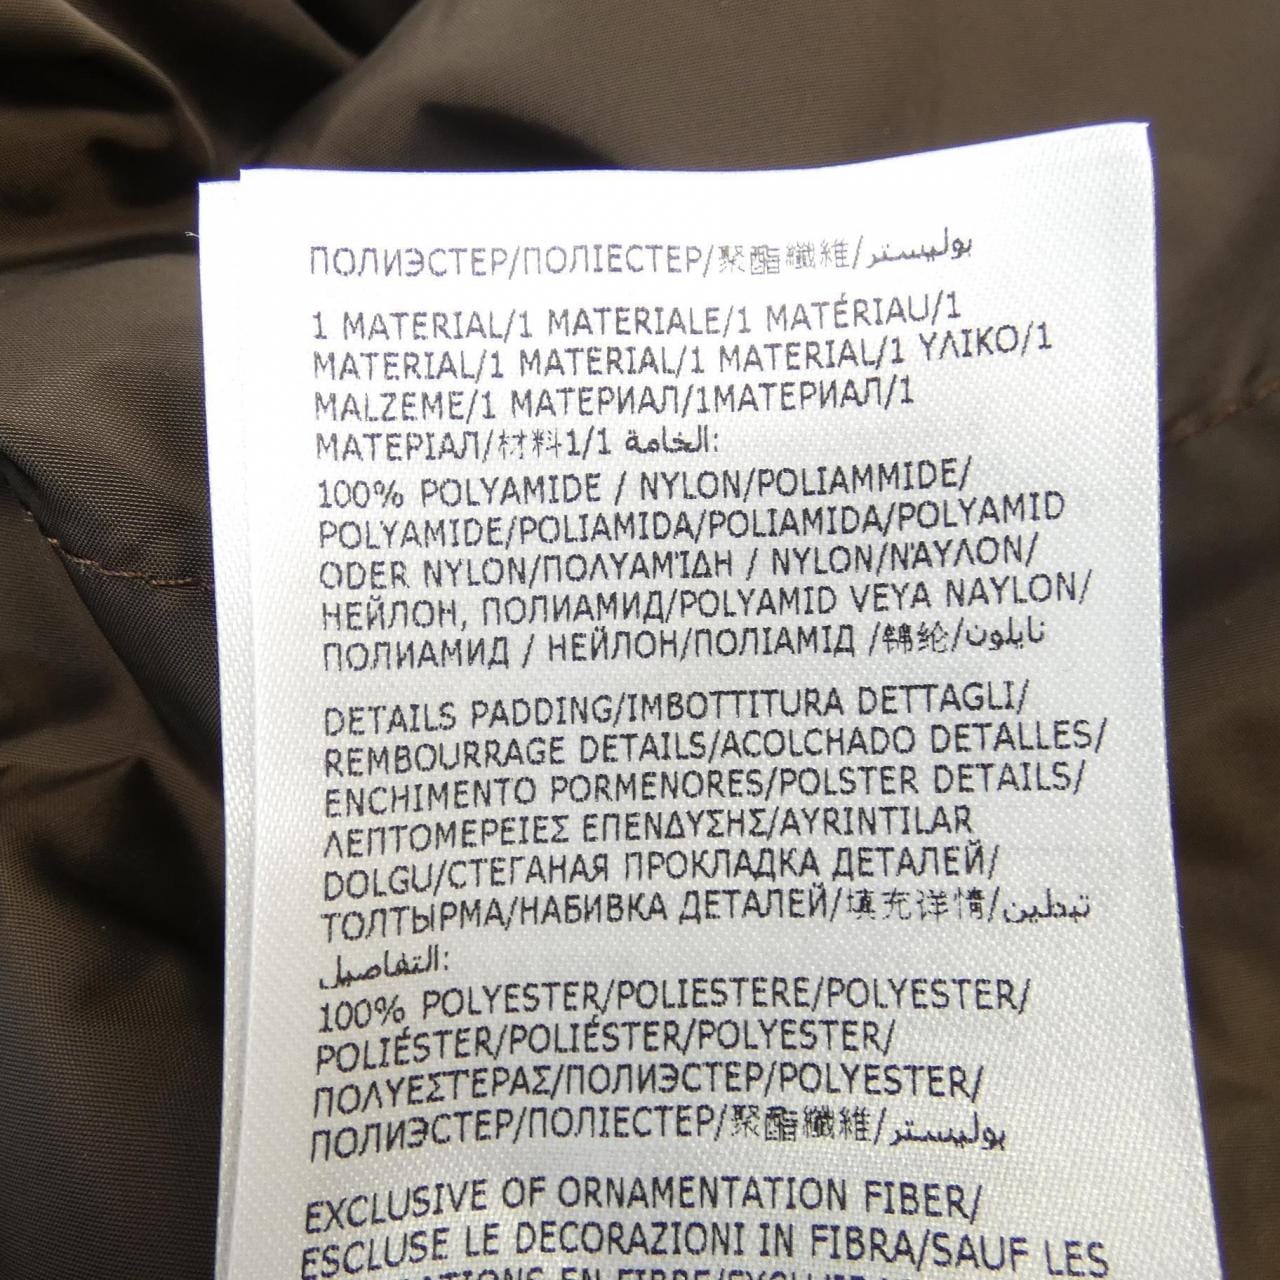 ПОЛИЭСТЕР/ПОЛІЕСТЕР/聚酯纖維/بوليستر
1 MATERIAL/1 MATERIALE/1 MATÉRIAU/1
MATERIAL/1 MATERIAL/1 MATERIAL/1 ΥΛΙΚΟ/1
MALZEME/1 МАТЕРИАЛ/1МАТЕРИАЛ/1
МАТЕРІАЛ/材料1/1 الخامة:
100% POLYAMIDE / NYLON/POLIAMMIDE/
POLYAMIDE/POLIAMIDA/POLIAMIDA/POLYAMID
ODER NYLON/ΠΟΛΥΑΜΊΔΗ / NYLON/ΝΆΥΛΟΝ/
НЕЙЛОН, ПОЛИАМИД/POLYAMID VEYA NAYLON/
ПОЛИАМИД / НЕЙЛОН/ПОЛІАМІД /锦纶/نايلون
DETAILS PADDING/IMBOTTITURA DETTAGLI/
REMBOURRAGE DETAILS/ACOLCHADO DETALLES/
ENCHIMENTO PORMENORES/POLSTER DETAILS/
ΛΕΠΤΟΜΕΡΕΙΕΣ ΕΠΕΝΔΥΣΗΣ/AYRINTILAR
DOLGU/СТЕГАНАЯ ПРОКЛАДКА ДЕТАЛЕЙ/
ТОЛТЫРМА/НАБИВКА ДЕТАЛЕЙ/填充详情/تبدلين
التفاصيل:
100% POLYESTER/POLIESTERE/POLYESTER/
POLIÉSTER/POLIÉSTER/POLYESTER/
ΠΟΛΥΕΣΤΈΡΑΣ/ПОЛИЭСТЕР/POLYESTER/
ПОЛИЭСТЕР/ПОЛІЕСТЕР/聚酯纖維/بوليستر
EXCLUSIVE OF ORNAMENTATION FIBER/
ESCLUSE LE DECORAZIONI IN FIBRA/SAUF LES